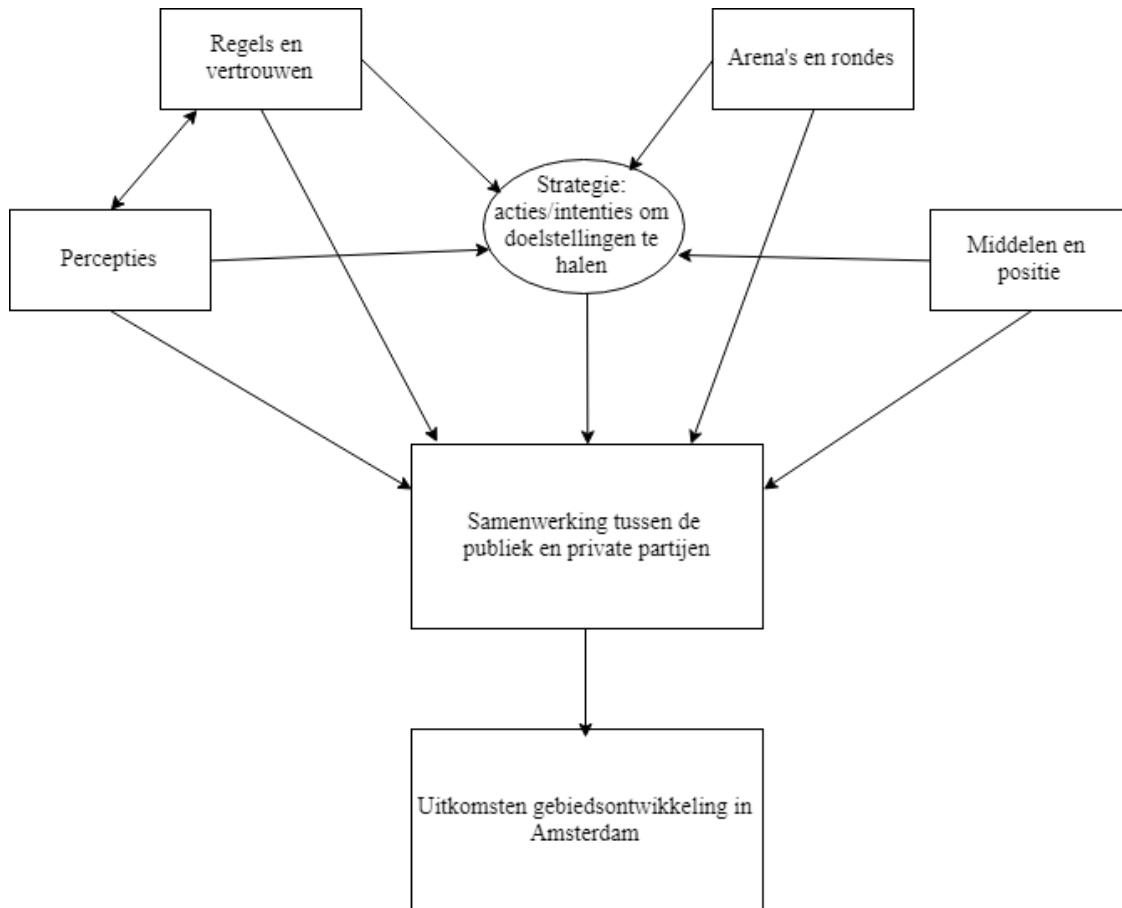 Regels en
vertrouwen
Arena's en rondes
Strategie:
acties/intenties om
doelstellingen te
halen
Percepties
Middelen en
positie
Samenwerking tussen de
publiek en private partijen
Uitkomsten gebiedsontwikkeling in
Amsterdam